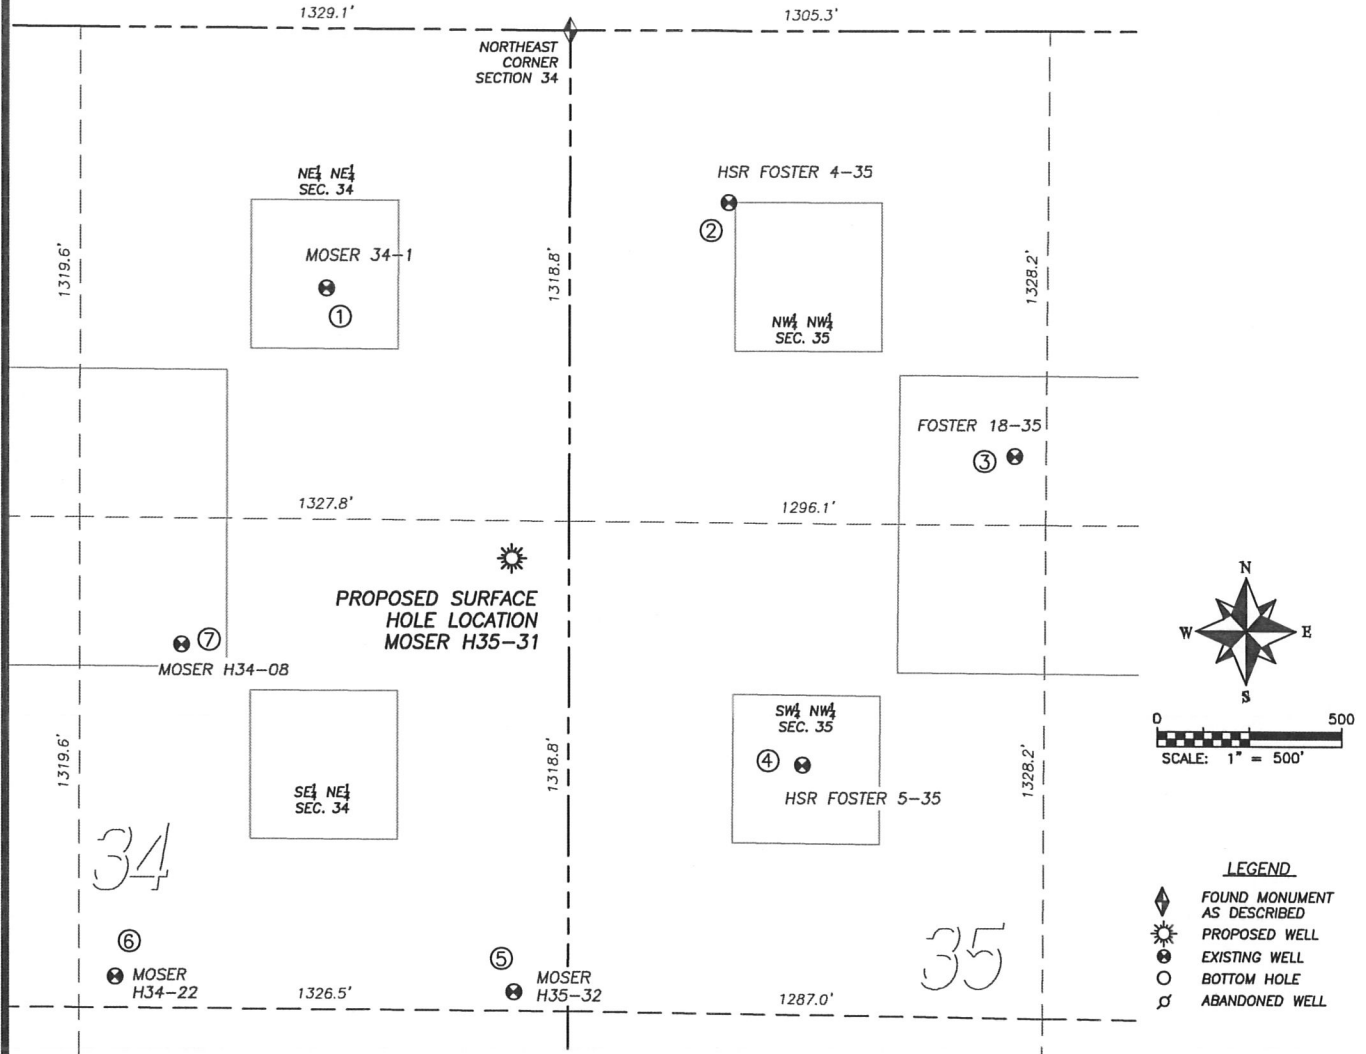 1329.1'
1305.3'
NORTHEAST
CORNER
SECTION 34
NE¼ NE¼
SEC. 34
HSR FOSTER 4-35
②
1319.6'
MOSER 34-1
①
1318.8'
1328.2'
NW¼ NW¼
SEC. 35
FOSTER 18-35
③
1327.8'
1296.1'
PROPOSED SURFACE
HOLE LOCATION
MOSER H35-31
⑦
MOSER H34-08
N
W
E
S
0
500
SCALE: 1" = 500'
1319.6'
SE¼ NE¼
SEC. 34
1318.8'
SW¼ NW¼
SEC. 35
④
HSR FOSTER 5-35
1328.2'
34
35
⑥
MOSER
H34-22
1326.5'
⑤
MOSER
H35-32
1287.0'
LEGEND
FOUND MONUMENT
AS DESCRIBED
PROPOSED WELL
EXISTING WELL
BOTTOM HOLE
ABANDONED WELL